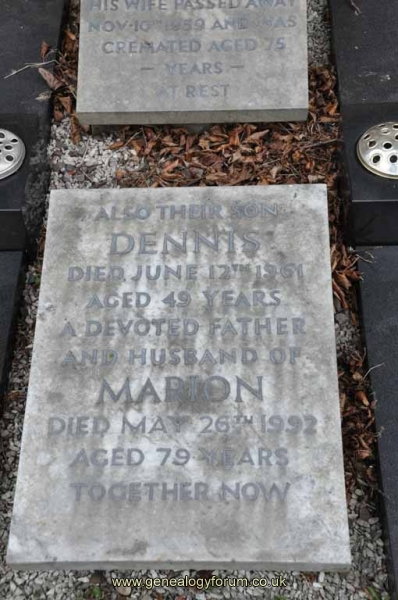 HIS WIFE PASSED AWAY
NOV. 10TH 1959 AND WAS
CREMATED AGED 75
— YEARS —
AT REST
ALSO THEIR SON
DENNIS
DIED JUNE 12TH 1961
AGED 49 YEARS
A DEVOTED FATHER
AND HUSBAND OF
MARION
DIED MAY 26TH 1992
AGED 79 YEARS
TOGETHER NOW
www.genealogyforum.co.uk